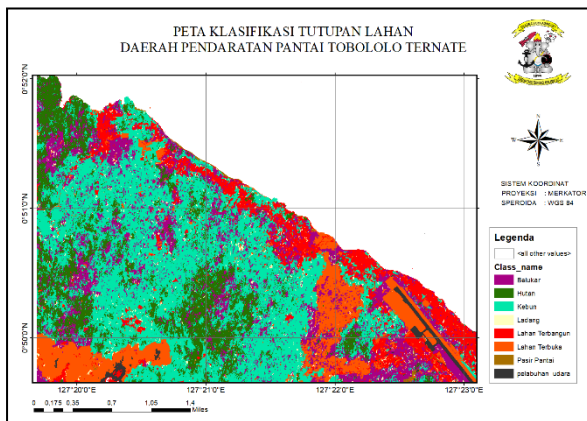 PETA KLASIFIKASI TUTUPAN LAHAN
DAERAH PENDARATAN PANTAI TOBOLOLO TERNATE
0°52'0"N
0°51'0"N
0°50'0"N
127°20'0"E
127°21'0"E
127°22'0"E
127°23'0"E
0 0,175 0,35 0,7 1,05 1,4
Miles
N
W E
S
SISTEM KOORDINAT
PROYEKSI : MERKATOR
SPEROIDA : WGS 84
Legenda
<all other values>
Class_name
Belukar
Hutan
Kebun
Ladang
Lahan Terbangun
Lahan Terbuka
Pasir Pantai
palabuhan udara